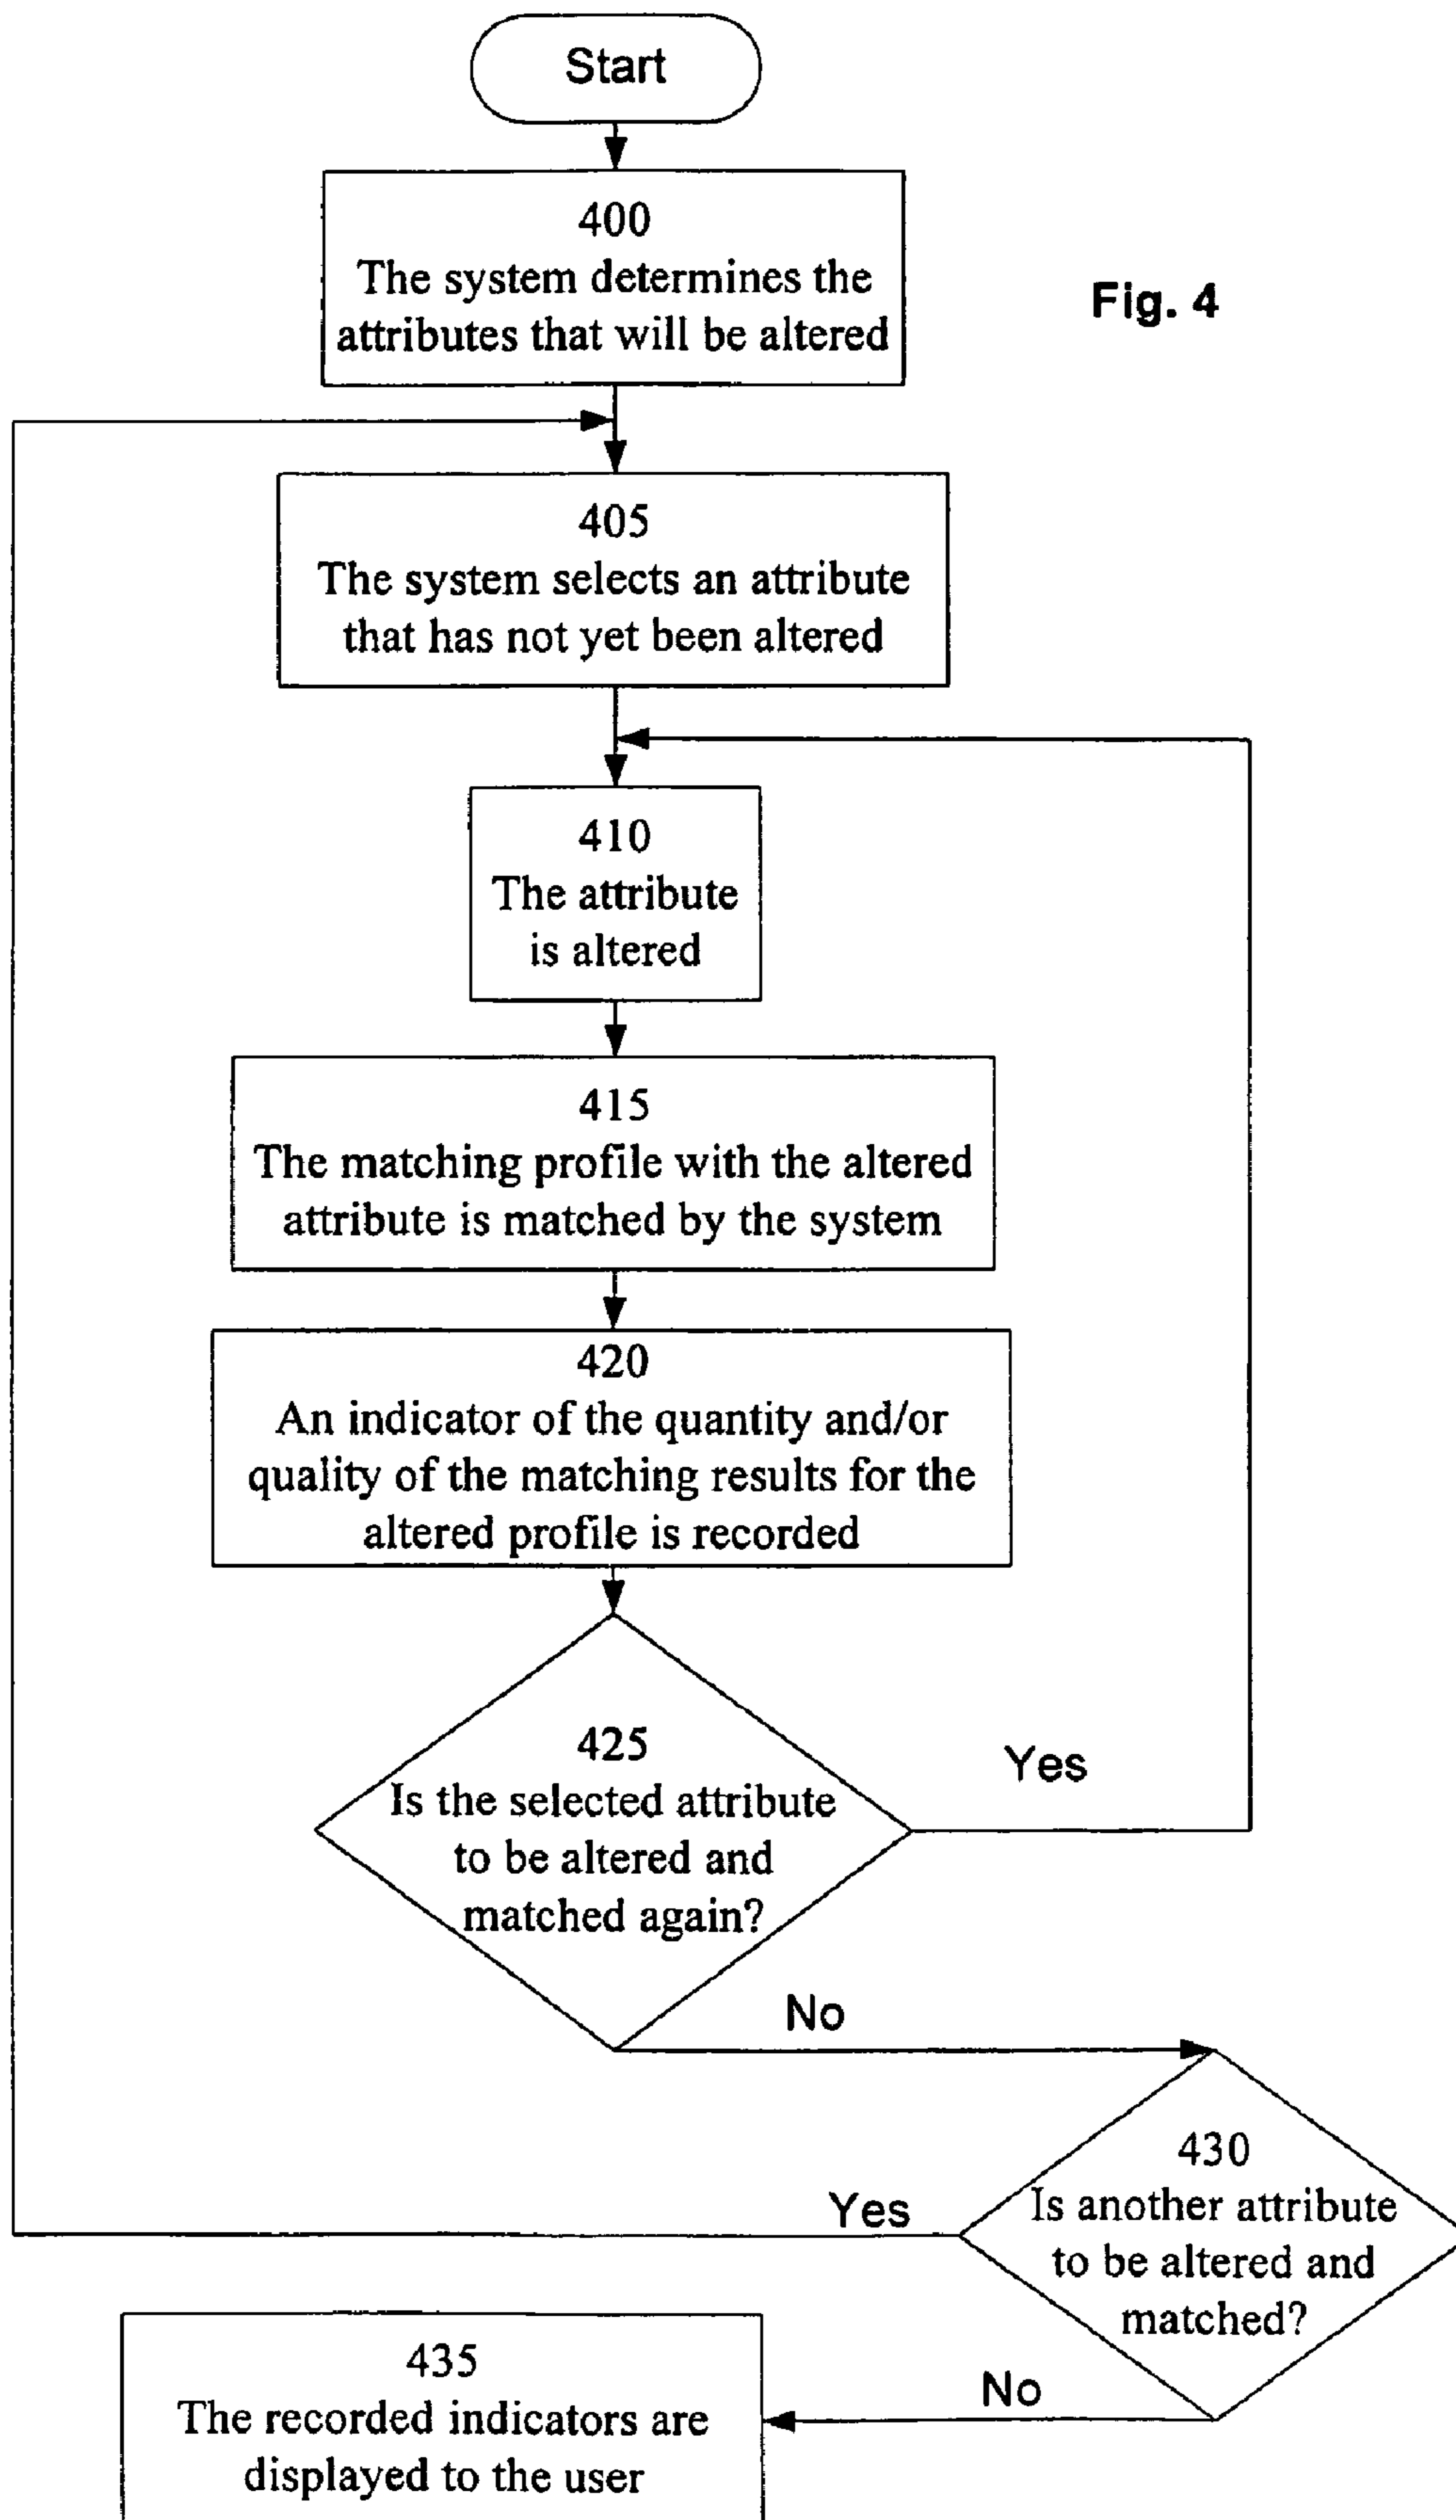 Start
400
The system determines the
attributes that will be altered
Fig. 4
405
The system selects an attribute
that has not yet been altered
410
The attribute
is altered
415
The matching profile with the altered
attribute is matched by the system
420
An indicator of the quantity and/or
quality of the matching results for the
altered profile is recorded
425
Is the selected attribute
to be altered and
matched again?
Yes
No
430
Is another attribute
to be altered and
matched?
Yes
No
435
The recorded indicators are
displayed to the user